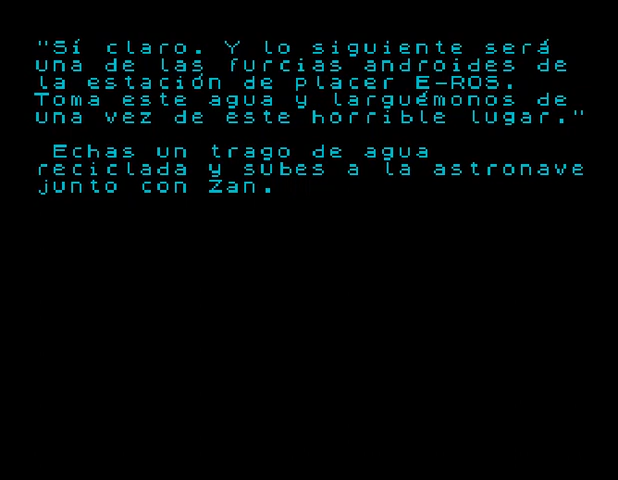 "Sí claro. Y lo siguiente será
una de las furcias androides de
la estación de placer E-ROS.
Toma este agua y larguémonos de
una vez de este horrible lugar."
Echas un trago de agua
reciclada y subes a la astronave
junto con Zan.